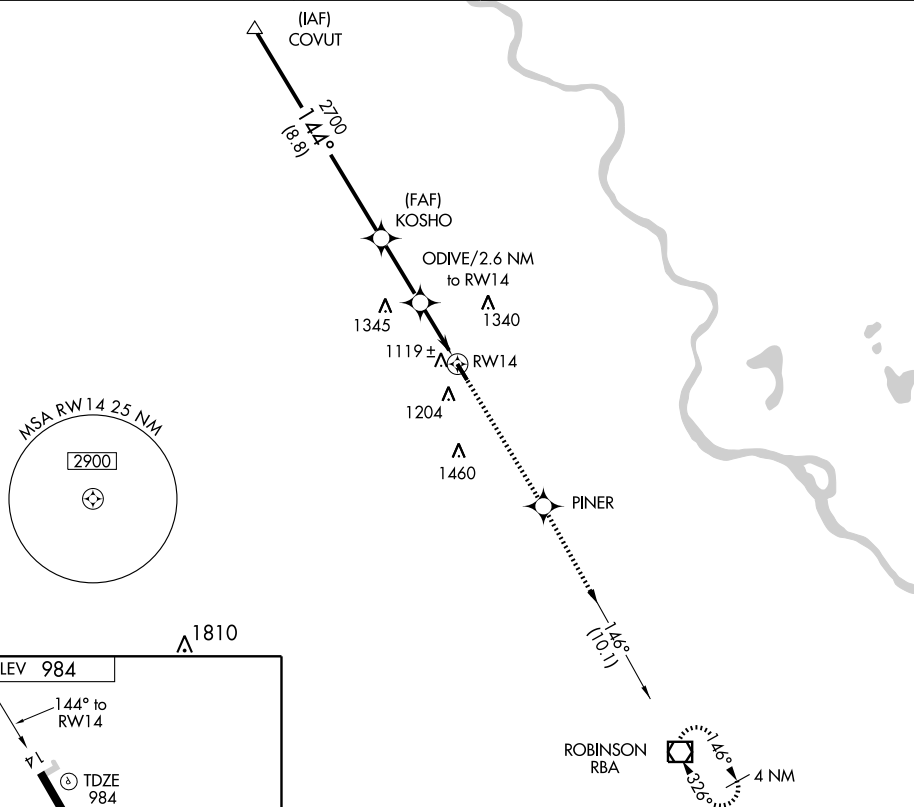 (IAF)
COVUT
2700
144°
(8.8)
(FAF)
KOSHO
ODIVE/2.6 NM
to RW14
1345
1340
1119 ±
RW14
1204
1460
MSA RW14 25 NM
2900
PINER
146°
(10.1)
1810
LEV 984
144° to
RW14
14
TDZE
984
ROBINSON
RBA
146°
326°
4 NM